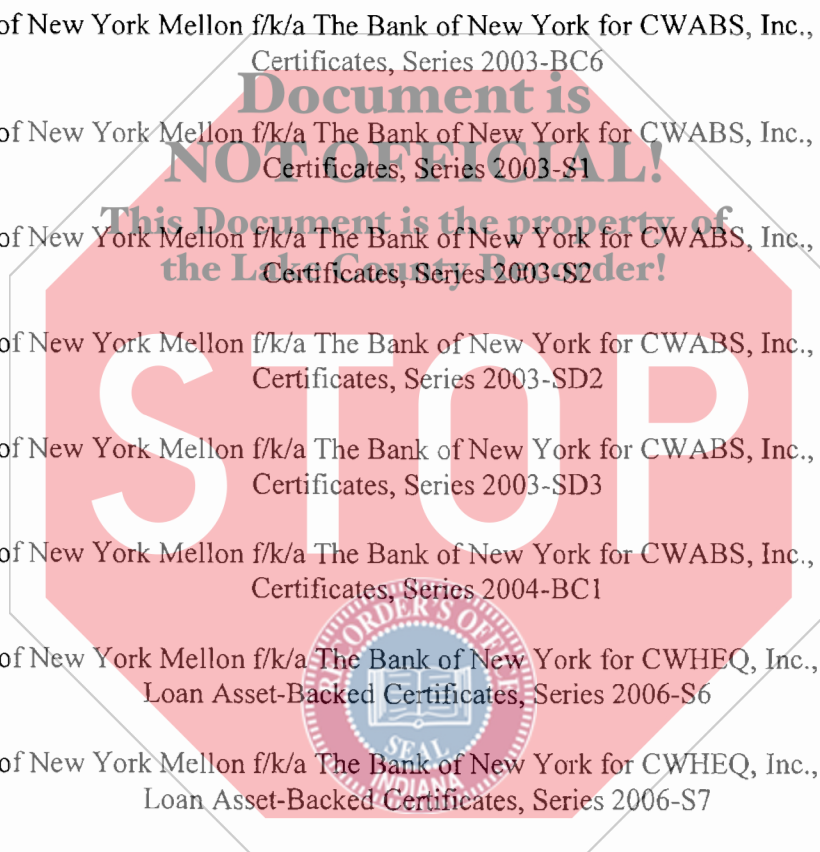 of New York Mellon f/k/a The Bank of New York for CWABS, Inc.,
Certificates, Series 2003-BC6
Document is
of New York Mellon f/k/a The Bank of New York for CWABS, Inc.,
NOT OFFICIAL!
Certificates, Series 2003-S1
This Document is the property of
of New York Mellon f/k/a The Bank of New York for CWABS, Inc.,
the Lake County Recorder!
Certificates, Series 2003-S2
STOP
of New York Mellon f/k/a The Bank of New York for CWABS, Inc.,
Certificates, Series 2003-SD2
of New York Mellon f/k/a The Bank of New York for CWABS, Inc.,
Certificates, Series 2003-SD3
of New York Mellon f/k/a The Bank of New York for CWABS, Inc.,
Certificates, Series 2004-BC1
RECORDER'S OFFICE
of New York Mellon f/k/a The Bank of New York for CWHEQ, Inc.,
Loan Asset-Backed Certificates, Series 2006-S6
SEAL
of New York Mellon f/k/a The Bank of New York for CWHEQ, Inc.,
INDIANA
Loan Asset-Backed Certificates, Series 2006-S7